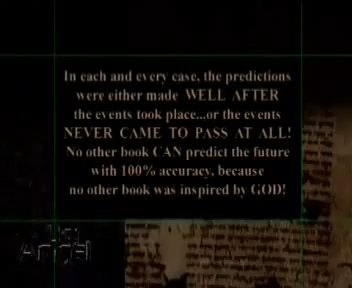 In each and every case, the predictions
were either made WELL AFTER
the events took place...or the events
NEVER CAME TO PASS AT ALL!
No other book CAN predict the future
with 100% accuracy, because
no other book was inspired by GOD!